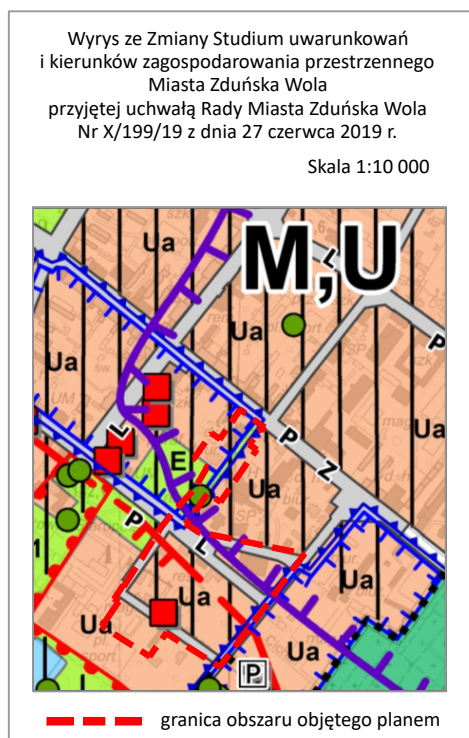 Wyrys ze Zmiany Studium uwarunkowań
i kierunków zagospodarowania przestrzennego
Miasta Zduńska Wola
przyjętej uchwałą Rady Miasta Zduńska Wola
Nr X/199/19 z dnia 27 czerwca 2019 r.
Skala 1:10 000
Ua
M,U
L
Ua
Ua
P
UM
L
P
Z
Ua
E
Ua
SP
P
L
Ua
Ua
Ua
Ua
P
granica obszaru objętego planem